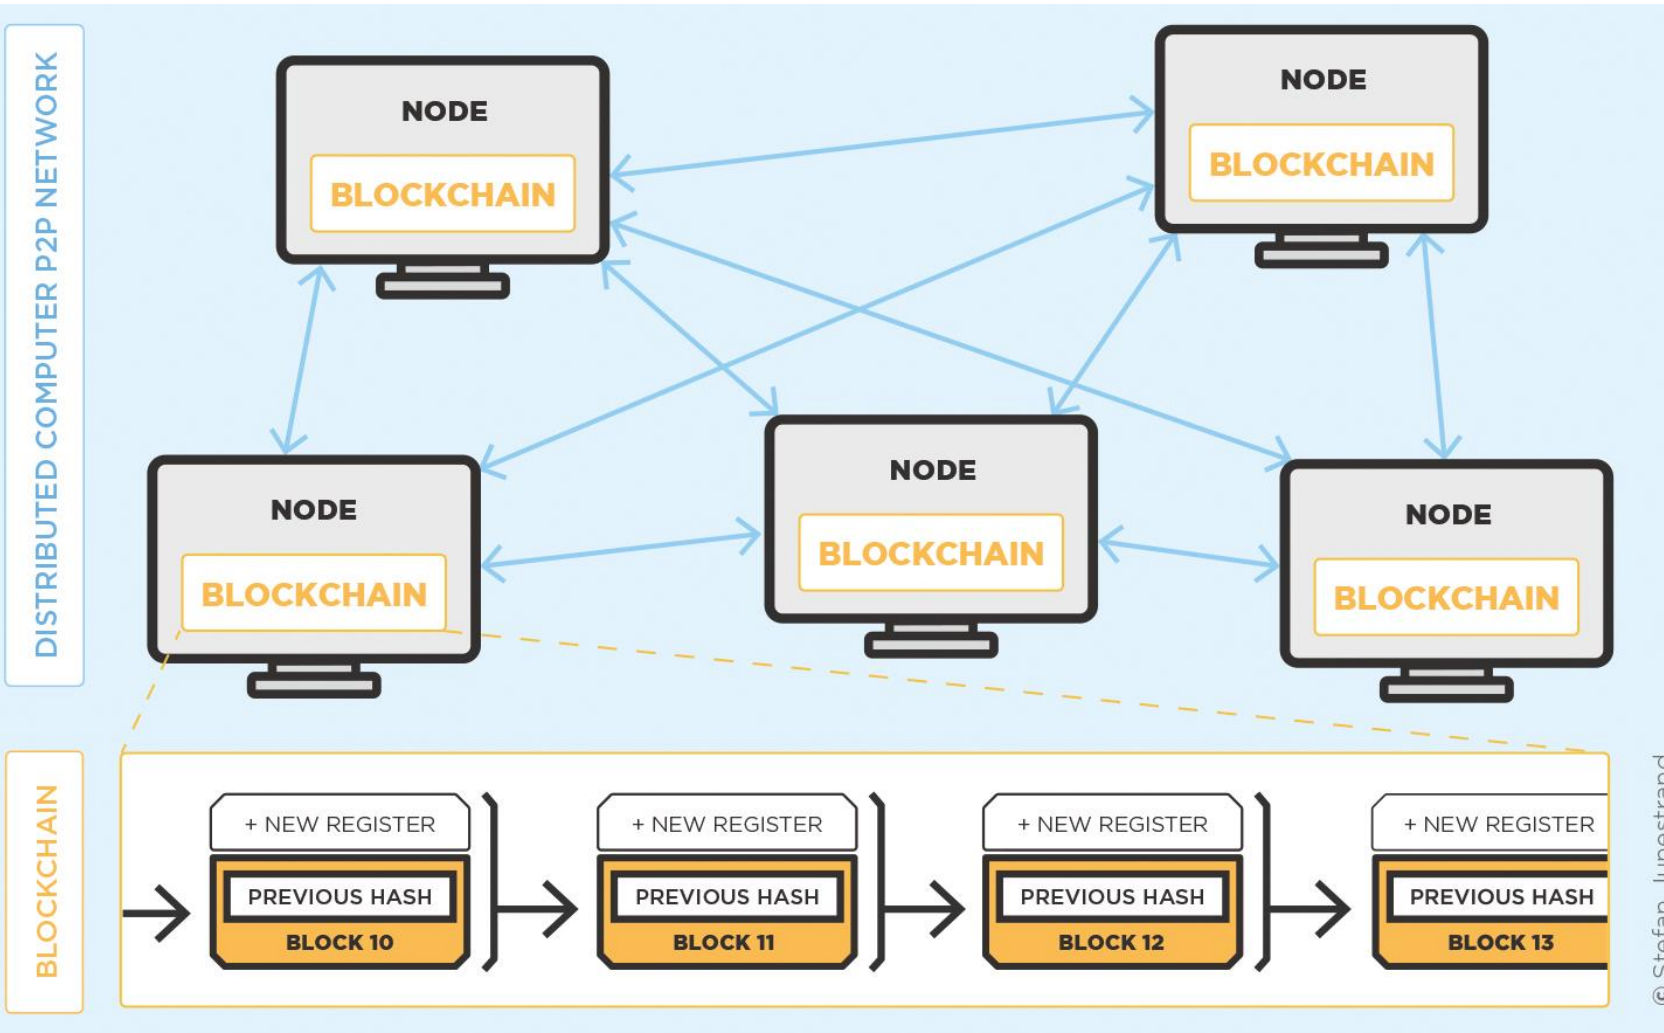 DISTRIBUTED COMPUTER P2P NETWORK
NODE
BLOCKCHAIN
NODE
BLOCKCHAIN
NODE
BLOCKCHAIN
NODE
BLOCKCHAIN
NODE
BLOCKCHAIN
BLOCKCHAIN
+ NEW REGISTER
PREVIOUS HASH
BLOCK 10
+ NEW REGISTER
PREVIOUS HASH
BLOCK 11
+ NEW REGISTER
PREVIOUS HASH
BLOCK 12
+ NEW REGISTER
PREVIOUS HASH
BLOCK 13
© Stefan Junestrand